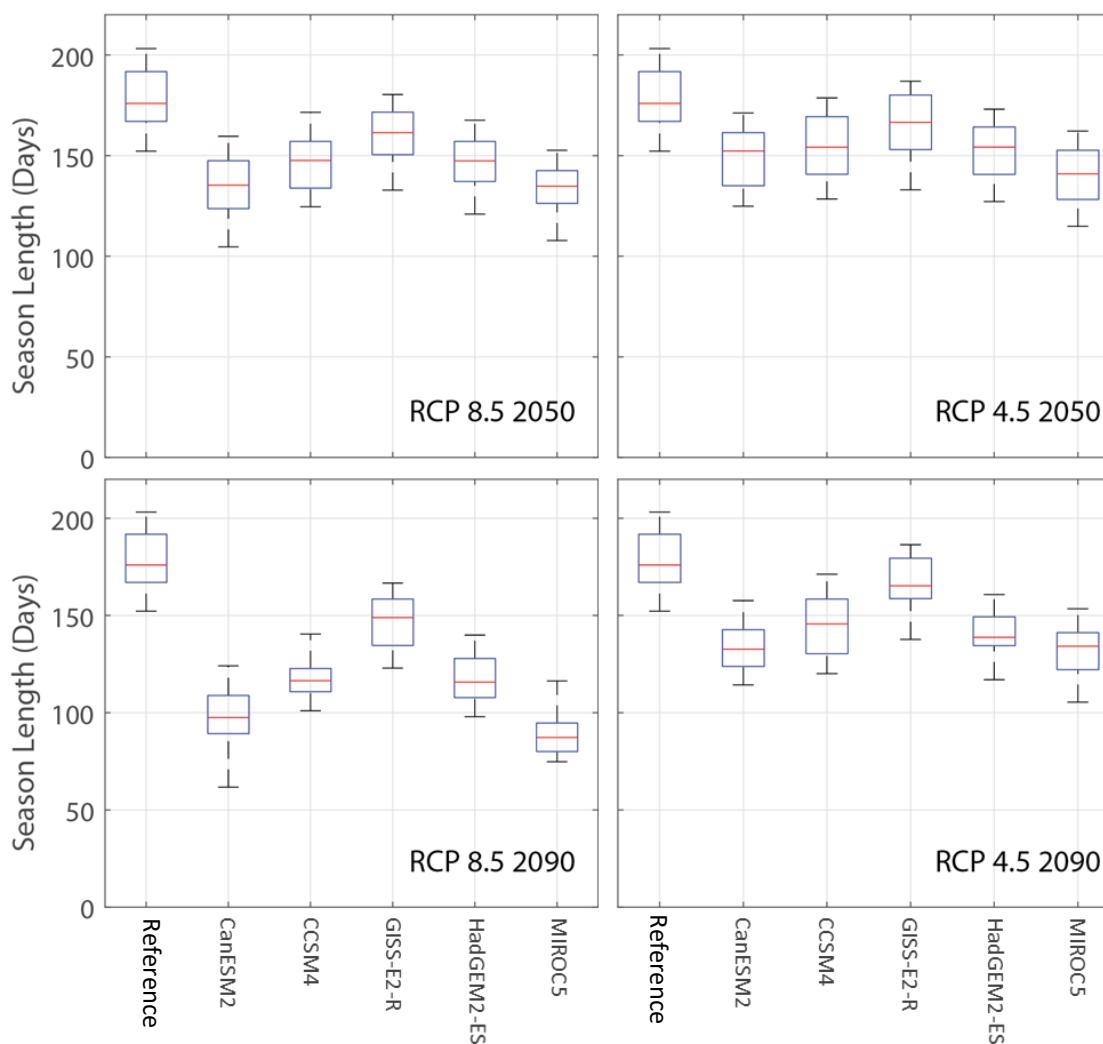 Season Length (Days)
200
150
100
50
0
RCP 8.5 2050
RCP 4.5 2050
Season Length (Days)
200
150
100
50
0
RCP 8.5 2090
RCP 4.5 2090
Reference
CanESM2
CCSM4
GISS-E2-R
HadGEM2-ES
MIROC5
Reference
CanESM2
CCSM4
GISS-E2-R
HadGEM2-ES
MIROC5